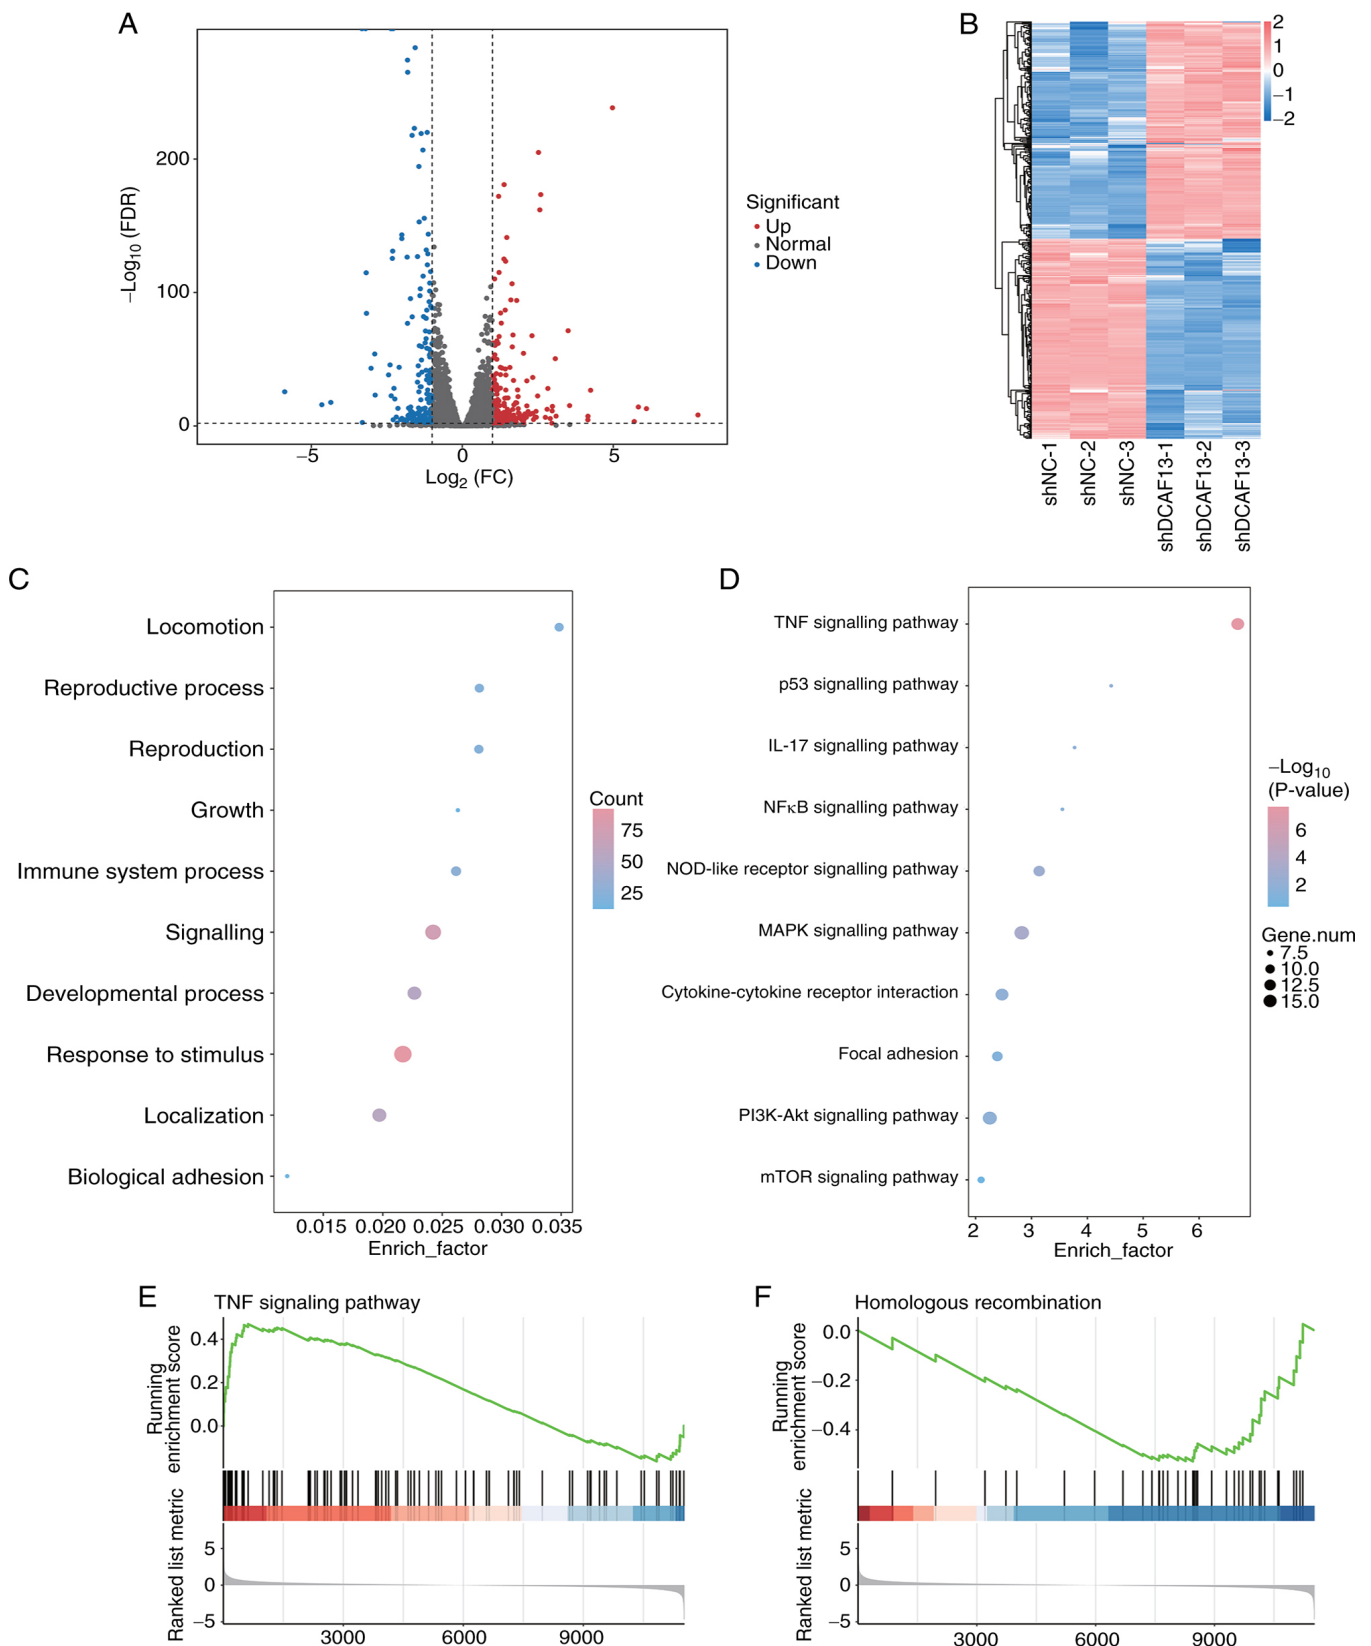 A
−Log10 (FDR)
200
100
0
−5
0
5
Log2 (FC)
Significant
Up
Normal
Down
B
2
1
0
−1
−2
shNC-1
shNC-2
shNC-3
shDCAF13-1
shDCAF13-2
shDCAF13-3
C
Locomotion
Reproductive process
Reproduction
Growth
Immune system process
Signalling
Developmental process
Response to stimulus
Localization
Biological adhesion
0.015 0.020 0.025 0.030 0.035
Enrich_factor
Count
75
50
25
D
TNF signalling pathway
p53 signalling pathway
IL-17 signalling pathway
NFκB signalling pathway
NOD-like receptor signalling pathway
MAPK signalling pathway
Cytokine-cytokine receptor interaction
Focal adhesion
PI3K-Akt signalling pathway
mTOR signaling pathway
2 3 4 5 6
Enrich_factor
−Log10
(P-value)
6
4
2
Gene.num
7.5
10.0
12.5
15.0
E
TNF signaling pathway
Running
enrichment score
0.4
0.2
0.0
Ranked list metric
5
0
−5
3000 6000 9000
F
Homologous recombination
Running
enrichment score
0.0
−0.2
−0.4
Ranked list metric
5
0
−5
3000 6000 9000